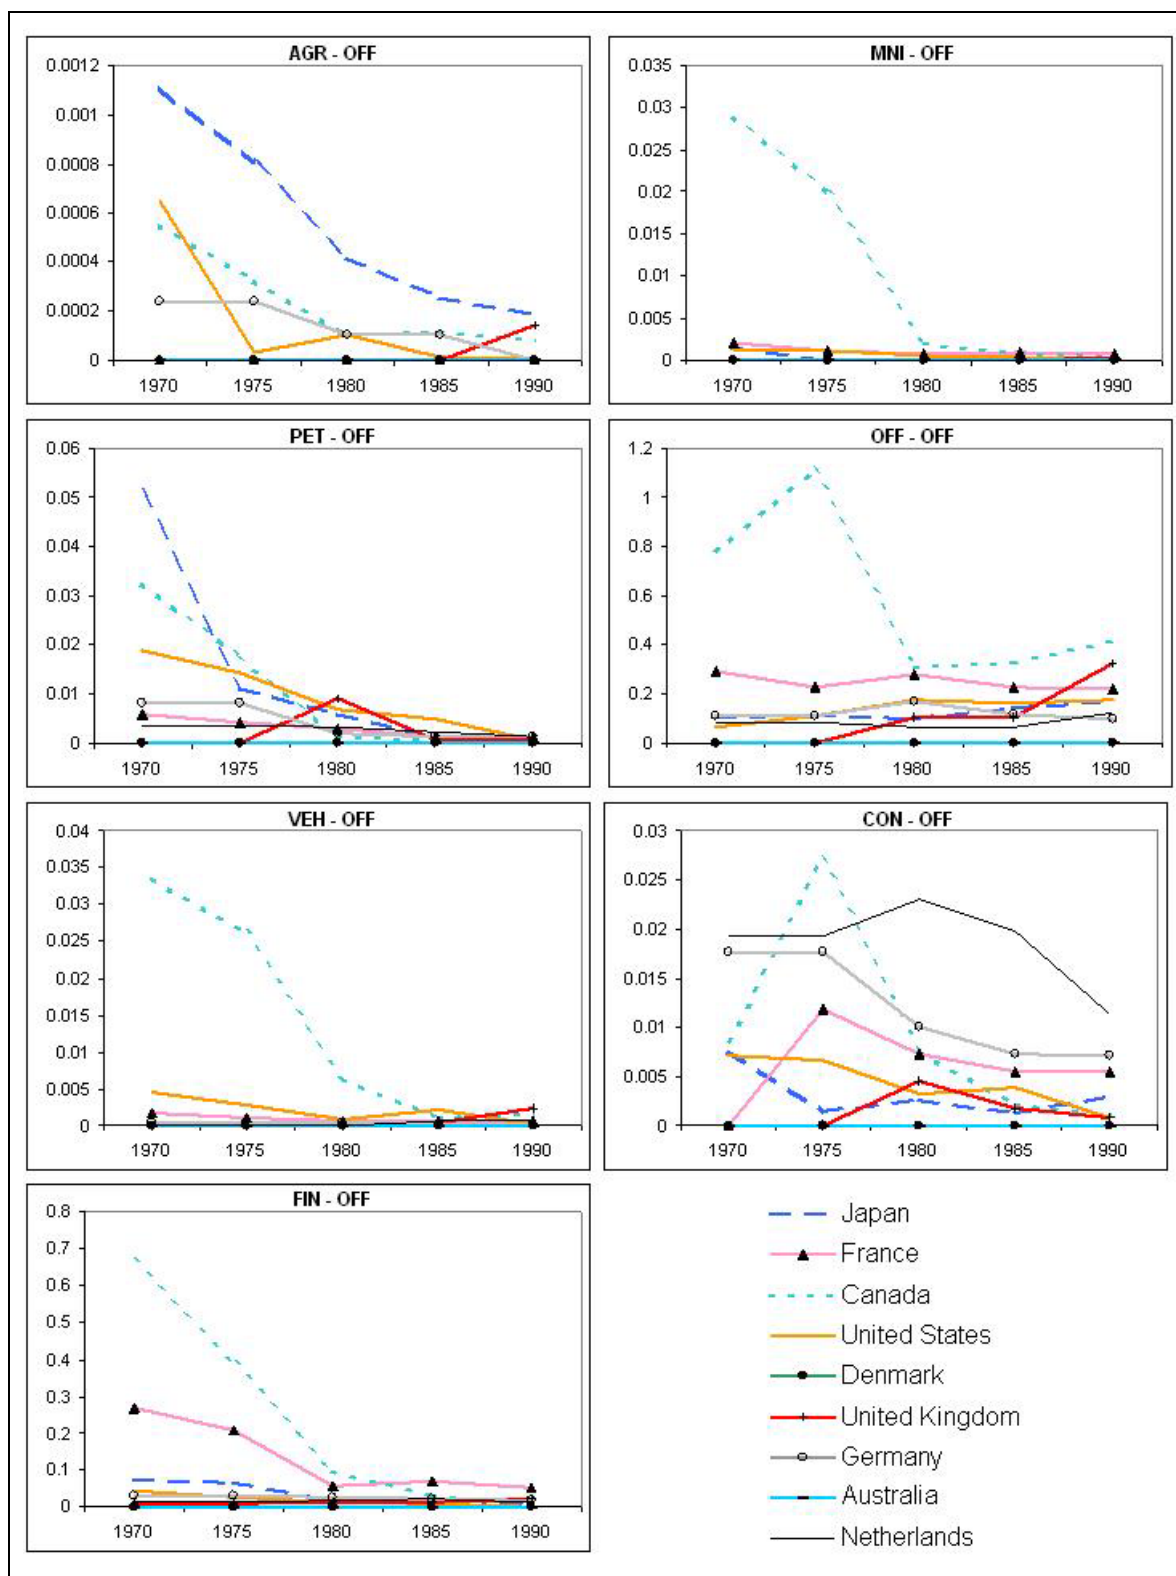 AGR - OFF
0.0012
0.001
0.0008
0.0006
0.0004
0.0002
0
1970 1975 1980 1985 1990
MNI - OFF
0.035
0.03
0.025
0.02
0.015
0.01
0.005
0
1970 1975 1980 1985 1990
PET - OFF
0.06
0.05
0.04
0.03
0.02
0.01
0
1970 1975 1980 1985 1990
OFF - OFF
1.2
1
0.8
0.6
0.4
0.2
0
1970 1975 1980 1985 1990
VEH - OFF
0.04
0.035
0.03
0.025
0.02
0.015
0.01
0.005
0
1970 1975 1980 1985 1990
CON - OFF
0.03
0.025
0.02
0.015
0.01
0.005
0
1970 1975 1980 1985 1990
FIN - OFF
0.8
0.7
0.6
0.5
0.4
0.3
0.2
0.1
0
1970 1975 1980 1985 1990
Japan
France
Canada
United States
Denmark
United Kingdom
Germany
Australia
Netherlands